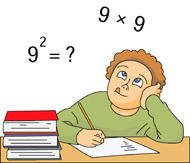 9 × 9
9² = ?